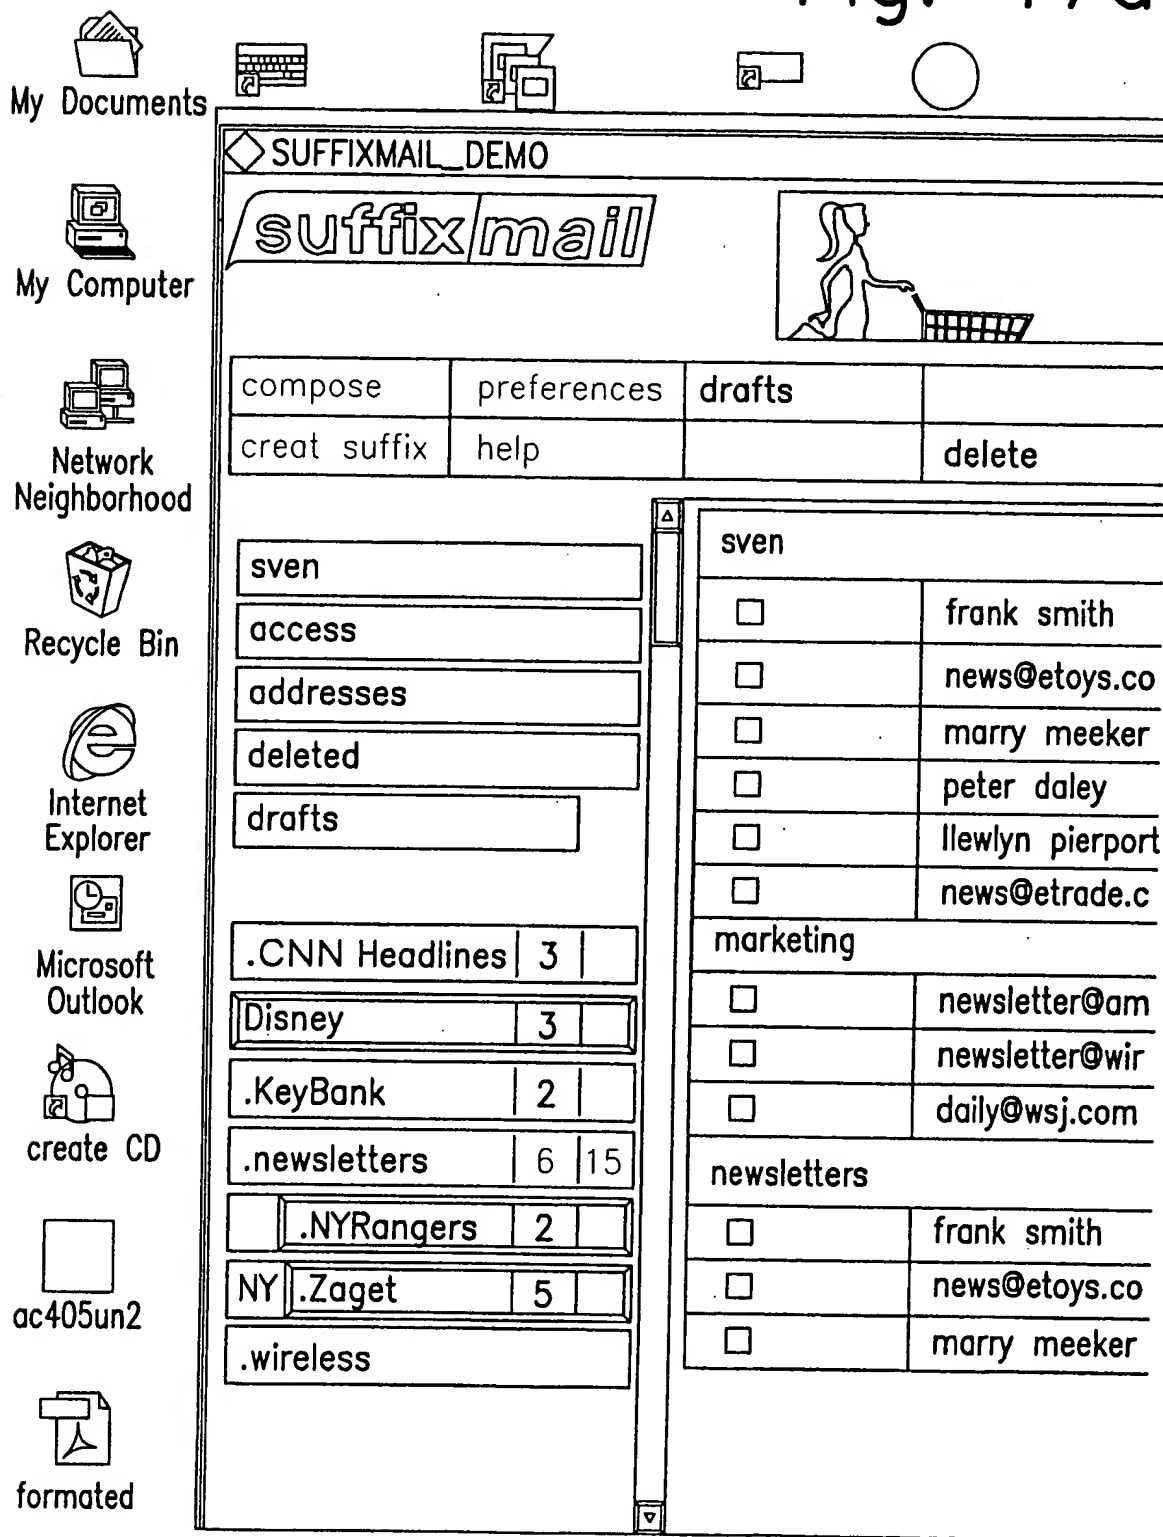 Fig.
My Documents
SUFFIXMAIL_DEMO
suffix mail
My Computer
compose preferences drafts
creat suffix help delete
Network
Neighborhood
Recycle Bin
Internet
Explorer
Microsoft
Outlook
create CD
ac405un2
formated
sven
access
addresses
deleted
drafts
.CNN Headlines 3
Disney 3
.KeyBank 2
.newsletters 6 15
.NYRangers 2
NY .Zaget 5
.wireless
sven
frank smith
news@etoys.co
marry meeker
peter daley
llewlyn pierport
news@etrade.c
marketing
newsletter@am
newsletter@wir
daily@wsj.com
newsletters
frank smith
news@etoys.co
marry meeker